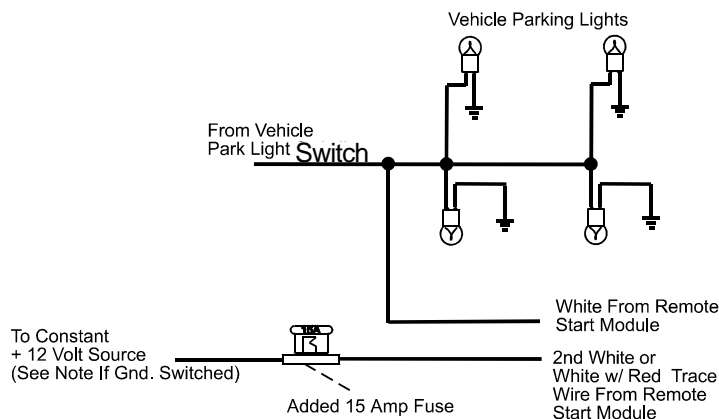 Vehicle Parking Lights
From Vehicle
Park Light Switch
White From Remote
Start Module
15A
To Constant
+ 12 Volt Source
(See Note If Gnd. Switched)
2nd White or
White w/ Red Trace
Wire From Remote
Start Module
Added 15 Amp Fuse